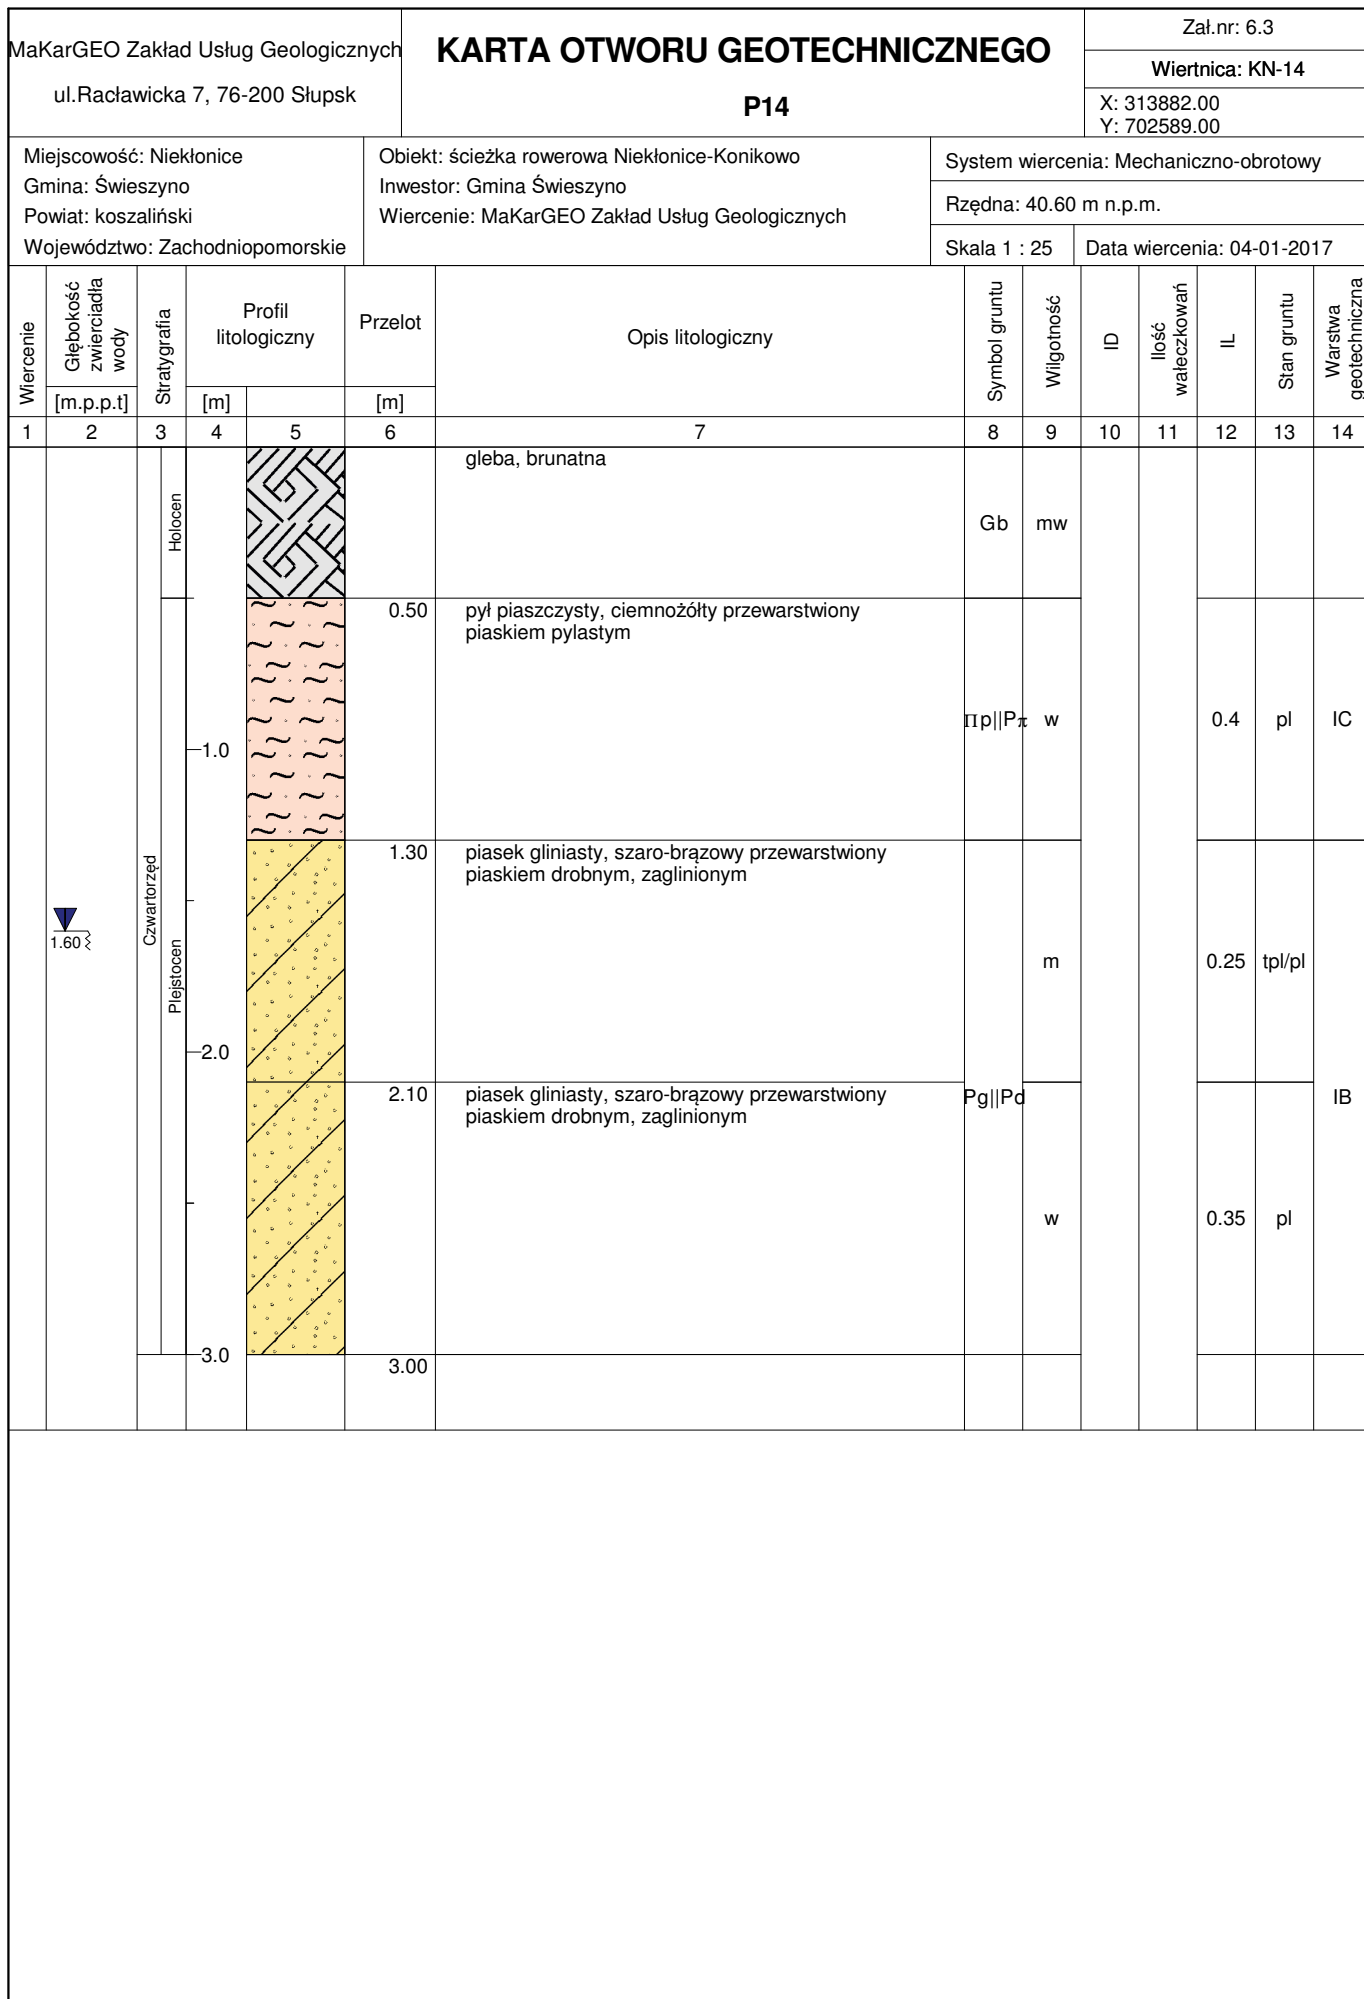 MaKarGEO Zakład Usług Geologicznych
ul.Racławicka 7, 76-200 Słupsk
KARTA OTWORU GEOTECHNICZNEGO
P14
Zał.nr: 6.3
Wiertnica: KN-14
X: 313882.00
Y: 702589.00
Miejscowość: Niekłonice
Gmina: Świeszyno
Powiat: koszaliński
Województwo: Zachodniopomorskie
Obiekt: ścieżka rowerowa Niekłonice-Konikowo
Inwestor: Gmina Świeszyno
Wiercenie: MaKarGEO Zakład Usług Geologicznych
System wiercenia: Mechaniczno-obrotowy
Rzędna: 40.60 m n.p.m.
Skala 1 : 25
Data wiercenia: 04-01-2017
Wiercenie
Głębokość
zwierciadła
wody
[m.p.p.t]
Stratygrafia
Profil
litologiczny
[m]
Przelot
[m]
Opis litologiczny
Symbol gruntu
Wilgotność
ID
Ilość
wałeczkowań
IL
Stan gruntu
Warstwa
geotechniczna
1 2 3 4 5 6 7 8 9 10 11 12 13 14
Holocen
gleba, brunatna
Gb mw
0.50 pył piaszczysty, ciemnożółty przewarstwiony
piaskiem pylastym
1.0
Πp||Pπ w 0.4 pl IC
1.30 piasek gliniasty, szaro-brązowy przewarstwiony
piaskiem drobnym, zaglinionym
Czwartorzęd
Plejstocen
1.60
m 0.25 tpl/pl
2.0
2.10 piasek gliniasty, szaro-brązowy przewarstwiony
piaskiem drobnym, zaglinionym
Pg||Pd IB
w 0.35 pl
3.0
3.00